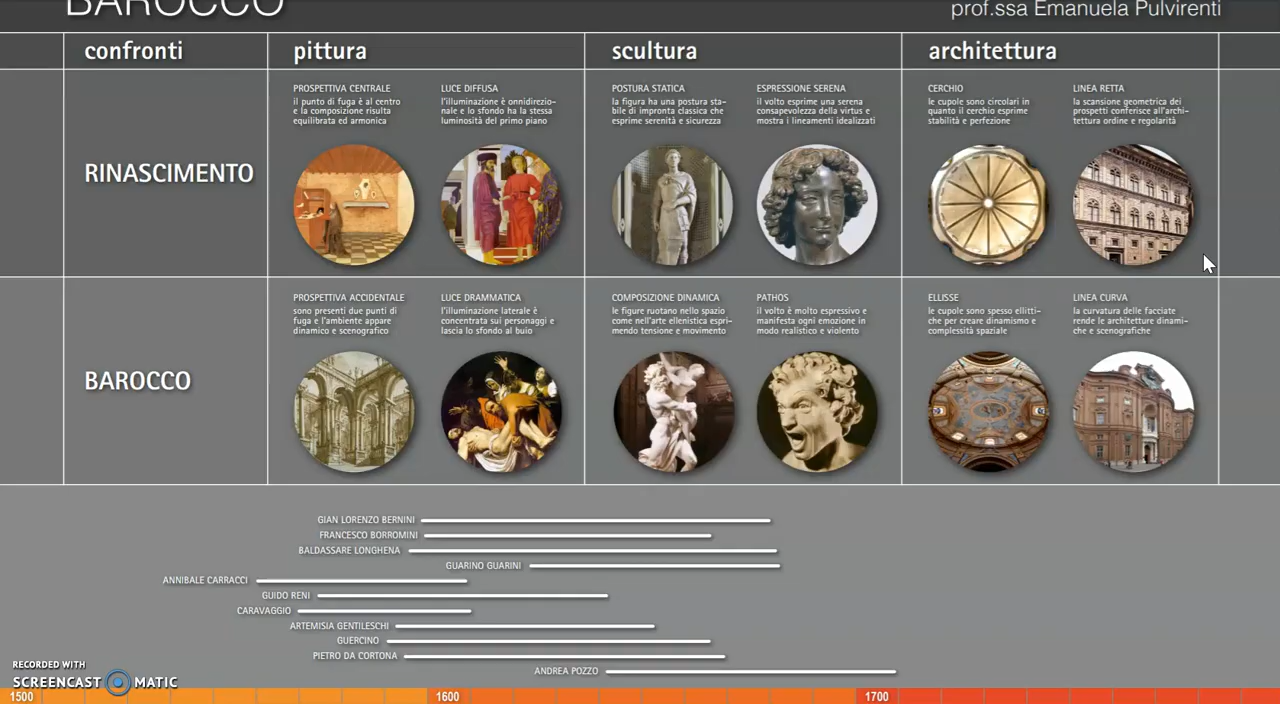 BAROCCO
prof.ssa Emanuela Pulvirenti
confronti
pittura
scultura
architettura
RINASCIMENTO
PROSPETTIVA CENTRALE
il punto di fuga è al centro
e la composizione risulta
equilibrata ed armonica
LUCE DIFFUSA
l'illuminazione è onnidirezio-
nale e lo sfondo ha la stessa
luminosità del primo piano
POSTURA STATICA
la figura ha una postura sta-
bile di impronta classica che
esprime serenità e sicurezza
ESPRESSIONE SERENA
il volto esprime una serena
consapevolezza della virtus e
mostra i lineamenti idealizzati
CERCHIO
le cupole sono circolari in
quanto il cerchio esprime
stabilità e perfezione
LINEA RETTA
la scansione geometrica dei
prospetti conferisce all'archi-
tettura ordine e regolarità
BAROCCO
PROSPETTIVA ACCIDENTALE
sono presenti due punti di
fuga e l'ambiente appare
dinamico e scenografico
LUCE DRAMMATICA
l'illuminazione laterale è
concentrata sui personaggi e
lascia lo sfondo al buio
COMPOSIZIONE DINAMICA
le figure ruotano nello spazio
come nell'arte ellenistica espri-
mendo tensione e movimento
PATHOS
il volto è molto espressivo e
manifesta ogni emozione in
modo realistico e violento
ELLISSE
le cupole sono spesso elliti-
che per creare dinamismo e
complessità spaziale
LINEA CURVA
la curvatura delle facciate
rende le architetture dinami-
che e scenografiche
GIAN LORENZO BERNINI
FRANCESCO BORROMINI
BALDASSARE LONGHENA
GUARINO GUARINI
ANNIBALE CARRACCI
GUIDO RENI
CARAVAGGIO
ARTEMISIA GENTILESCHI
GUERCINO
PIETRO DA CORTONA
ANDREA POZZO
RECORDED WITH
SCREENCAST MATIC
1500
1600
1700